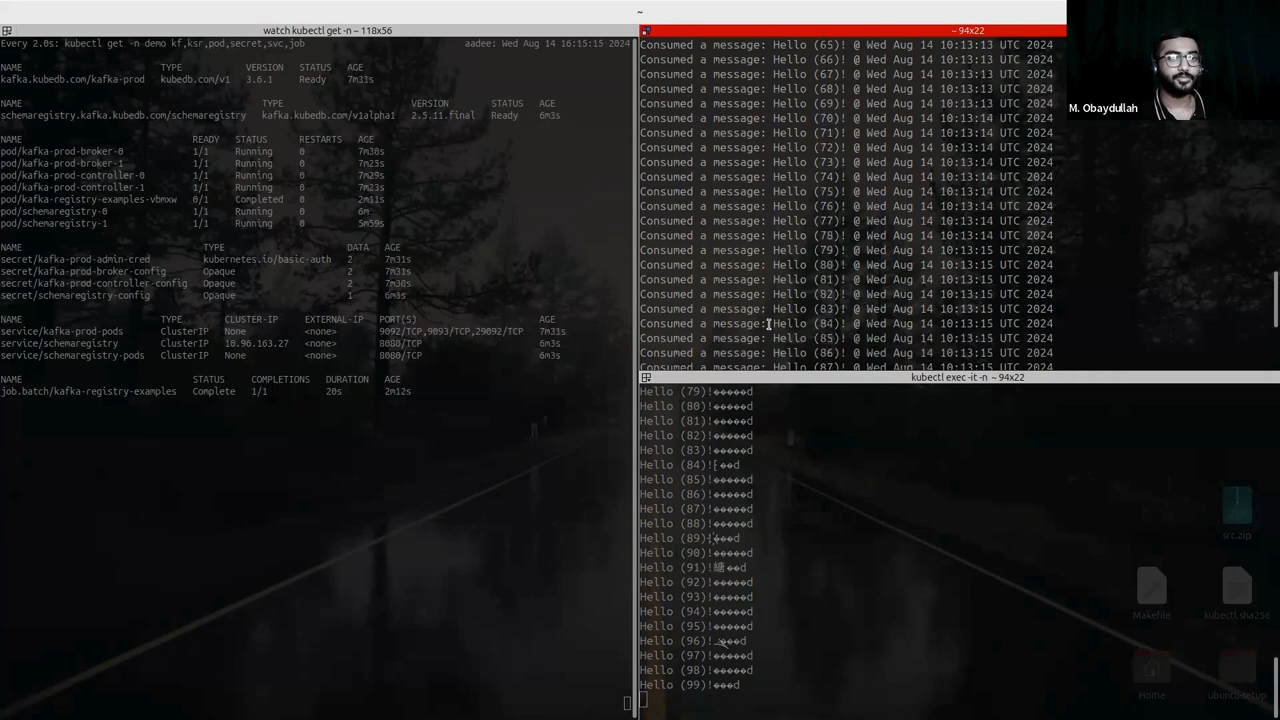 ~
watch kubectl get -n ~ 118x56
Every 2.0s: kubectl get -n demo kf,ksr,pod,secret,svc,job aadee: Wed Aug 14 16:15:15 2024
NAME TYPE VERSION STATUS AGE
kafka.kubedb.com/kafka-prod kubedb.com/v1 3.6.1 Ready 7m31s
NAME TYPE VERSION STATUS AGE
schemaregistry.kafka.kubedb.com/schemaregistry kafka.kubedb.com/v1alpha1 2.5.11.final Ready 6m3s
NAME READY STATUS RESTARTS AGE
pod/kafka-prod-broker-0 1/1 Running 0 7m30s
pod/kafka-prod-broker-1 1/1 Running 0 7m25s
pod/kafka-prod-controller-0 1/1 Running 0 7m29s
pod/kafka-prod-controller-1 1/1 Running 0 7m23s
pod/kafka-registry-examples-vbmxw 0/1 Completed 0 2m11s
pod/schemaregistry-0 1/1 Running 0 6m
pod/schemaregistry-1 1/1 Running 0 5m59s
NAME TYPE DATA AGE
secret/kafka-prod-admin-cred kubernetes.io/basic-auth 2 7m31s
secret/kafka-prod-broker-config Opaque 2 7m31s
secret/kafka-prod-controller-config Opaque 2 7m31s
secret/schemaregistry-config Opaque 1 6m3s
NAME TYPE CLUSTER-IP EXTERNAL-IP PORT(S) AGE
service/kafka-prod-pods ClusterIP None <none> 9092/TCP,9093/TCP,29092/TCP 7m31s
service/schemaregistry ClusterIP 10.96.163.27 <none> 8080/TCP 6m3s
service/schemaregistry-pods ClusterIP None <none> 8080/TCP 6m3s
NAME STATUS COMPLETIONS DURATION AGE
job.batch/kafka-registry-examples Complete 1/1 20s 2m12s
~ 94x22
Consumed a message: Hello (65)! @ Wed Aug 14 10:13:13 UTC 2024
Consumed a message: Hello (66)! @ Wed Aug 14 10:13:13 UTC 2024
Consumed a message: Hello (67)! @ Wed Aug 14 10:13:13 UTC 2024
Consumed a message: Hello (68)! @ Wed Aug 14 10:13:13 UTC 2024
Consumed a message: Hello (69)! @ Wed Aug 14 10:13:13 UTC 2024
Consumed a message: Hello (70)! @ Wed Aug 14 10:13:14 UTC 2024
Consumed a message: Hello (71)! @ Wed Aug 14 10:13:14 UTC 2024
Consumed a message: Hello (72)! @ Wed Aug 14 10:13:14 UTC 2024
Consumed a message: Hello (73)! @ Wed Aug 14 10:13:14 UTC 2024
Consumed a message: Hello (74)! @ Wed Aug 14 10:13:14 UTC 2024
Consumed a message: Hello (75)! @ Wed Aug 14 10:13:14 UTC 2024
Consumed a message: Hello (76)! @ Wed Aug 14 10:13:14 UTC 2024
Consumed a message: Hello (77)! @ Wed Aug 14 10:13:14 UTC 2024
Consumed a message: Hello (78)! @ Wed Aug 14 10:13:14 UTC 2024
Consumed a message: Hello (79)! @ Wed Aug 14 10:13:15 UTC 2024
Consumed a message: Hello (80)! @ Wed Aug 14 10:13:15 UTC 2024
Consumed a message: Hello (81)! @ Wed Aug 14 10:13:15 UTC 2024
Consumed a message: Hello (82)! @ Wed Aug 14 10:13:15 UTC 2024
Consumed a message: Hello (83)! @ Wed Aug 14 10:13:15 UTC 2024
Consumed a message: Hello (84)! @ Wed Aug 14 10:13:15 UTC 2024
Consumed a message: Hello (85)! @ Wed Aug 14 10:13:15 UTC 2024
Consumed a message: Hello (86)! @ Wed Aug 14 10:13:15 UTC 2024
Consumed a message: Hello (87)! @ Wed Aug 14 10:13:15 UTC 2024
M. Obaydullah
kubectl exec -it -n ~ 94x22
Hello (79)!�����d
Hello (80)!�����d
Hello (81)!�����d
Hello (82)!�����d
Hello (83)!�����d
Hello (84)!
Hello (85)!�����d
Hello (86)!�����d
Hello (87)!�����d
Hello (88)!�����d
Hello (89)
Hello (90)!�����d
Hello (91)!糖��d
Hello (92)!�����d
Hello (93)!�����d
Hello (94)!�����d
Hello (95)!�����d
Hello (96)!
Hello (97)!�����d
Hello (98)!�����d
Hello (99)!���d
src.zip
Makefile
kubectl.sha256
Home
ubuntu-setup